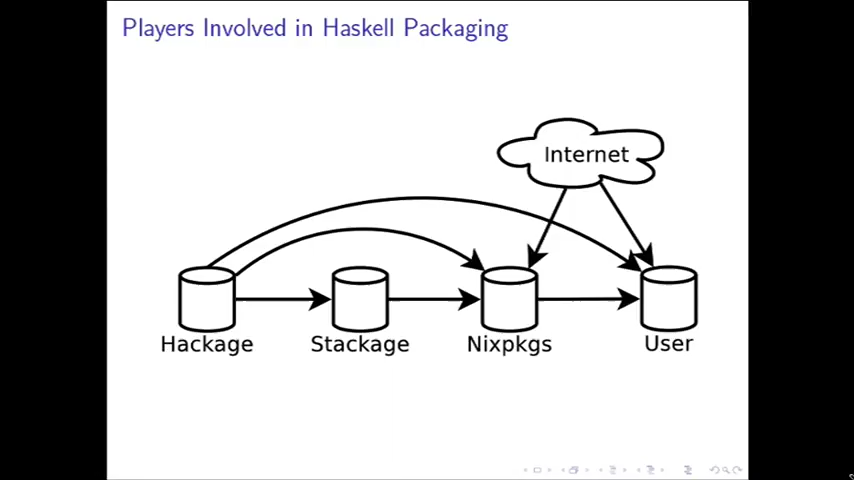 Players Involved in Haskell Packaging
Internet
Hackage
Stackage
Nixpkgs
User